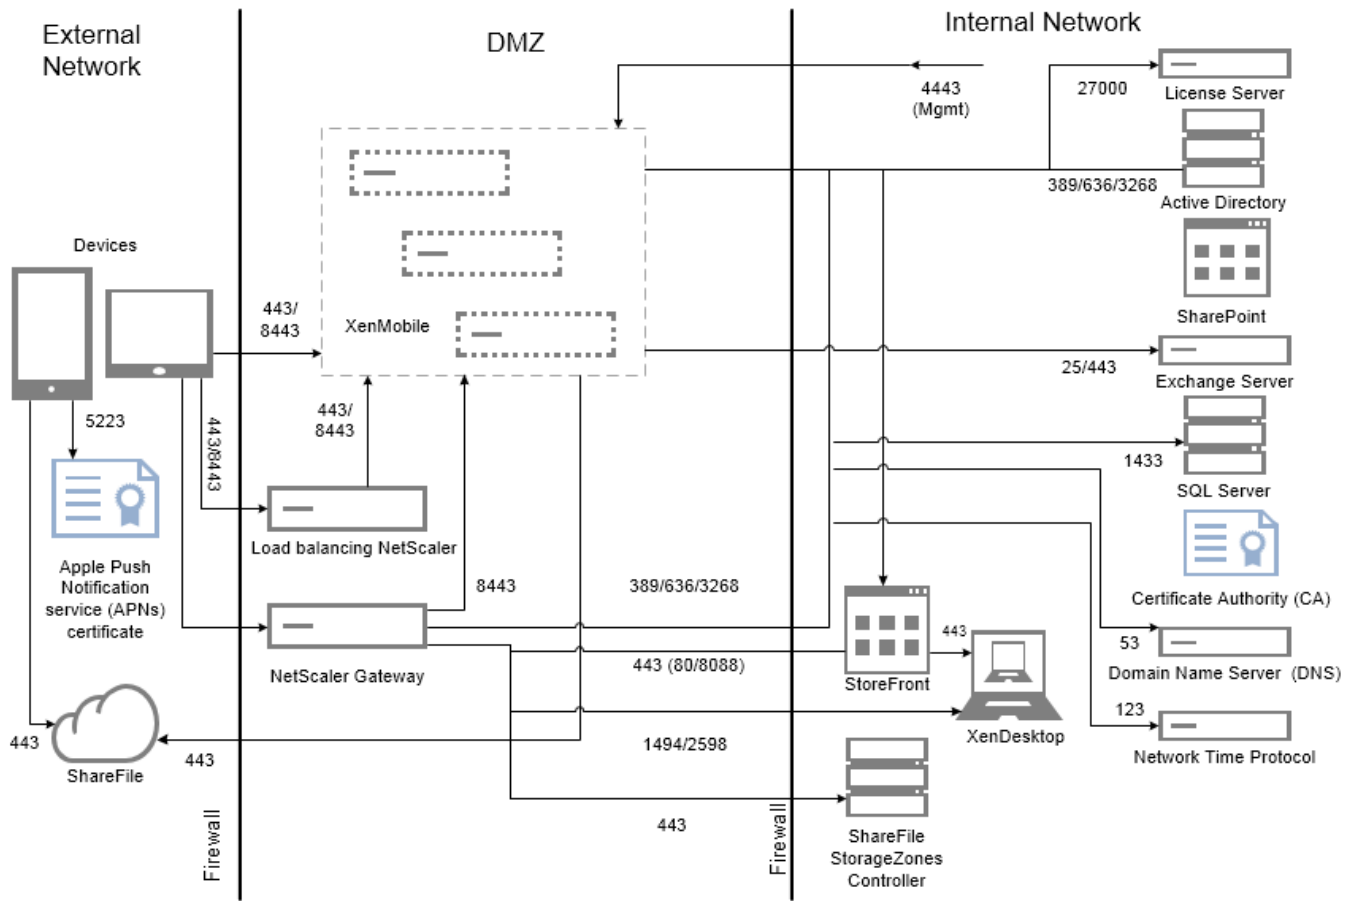 External
Network
DMZ
Internal Network
4443
(Mgmt)
27000
License Server
389/636/3268
Active Directory
SharePoint
25/443
Exchange Server
1433
SQL Server
Certificate Authority (CA)
53
Domain Name Server (DNS)
123
Network Time Protocol
Devices
443/
8443
XenMobile
5223
443/8443
443/
8443
Load balancing NetScaler
Apple Push
Notification
service (APNs)
certificate
8443
389/636/3268
NetScaler Gateway
443 (80/8088)
StoreFront
443
XenDesktop
443
ShareFile
443
1494/2598
443
ShareFile
StorageZones
Controller
Firewall
Firewall